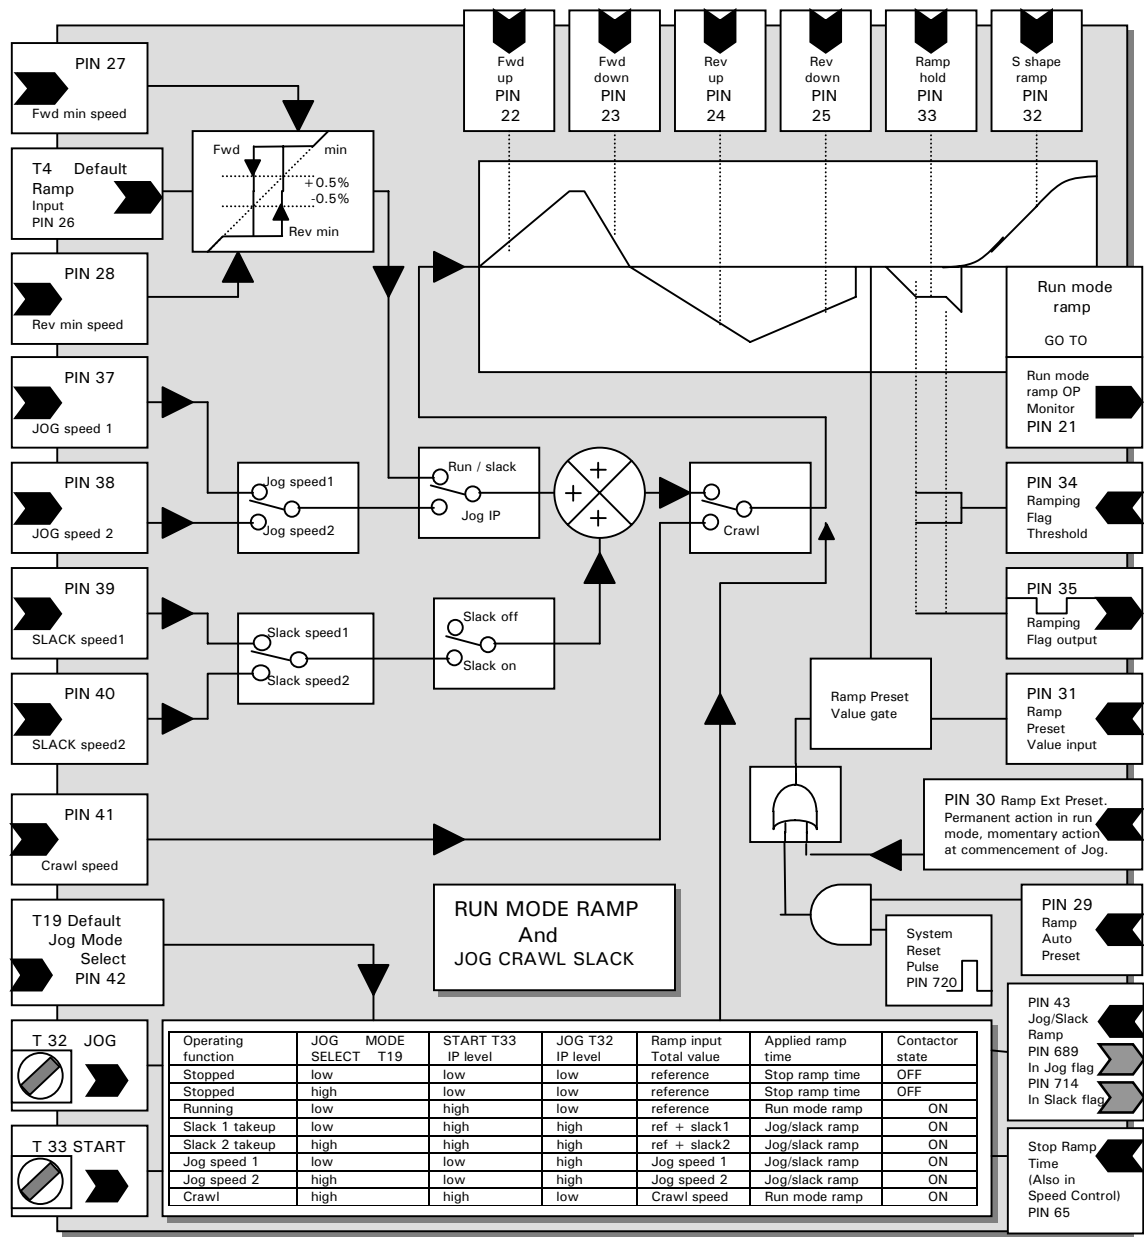 PIN 27
Fwd min speed
T4 Default
Ramp
Input
PIN 26
PIN 28
Rev min speed
PIN 37
JOG speed 1
PIN 38
JOG speed 2
PIN 39
SLACK speed1
PIN 40
SLACK speed2
PIN 41
Crawl speed
T19 Default
Jog Mode
Select
PIN 42
T 32 JOG
T 33 START
Fwd min
+0.5%
-0.5%
Rev min
Fwd
up
PIN
22
Fwd
down
PIN
23
Rev
up
PIN
24
Rev
down
PIN
25
Ramp
hold
PIN
33
S shape
ramp
PIN
32
Run mode
ramp
GO TO
Run mode
ramp OP
Monitor
PIN 21
PIN 34
Ramping
Flag
Threshold
PIN 35
Ramping
Flag output
PIN 31
Ramp
Preset
Value input
PIN 30 Ramp Ext Preset.
Permanent action in run
mode, momentary action
at commencement of Jog.
PIN 29
Ramp
Auto
Preset
System
Reset
Pulse
PIN 720
PIN 43
Jog/Slack
Ramp
PIN 689
In Jog flag
PIN 714
In Slack flag
Stop Ramp
Time
(Also in
Speed Control)
PIN 65
Jog speed1
Jog speed2
Run / slack
Jog IP
+
+
+
Crawl
Slack speed1
Slack speed2
Slack off
Slack on
Ramp Preset
Value gate
RUN MODE RAMP
And
JOG CRAWL SLACK
Operating function JOG MODE SELECT T19 START T33 IP level JOG T32 IP level Ramp input Total value Applied ramp time Contactor state
Stopped low low low reference Stop ramp time OFF
Stopped high low low reference Stop ramp time OFF
Running low high low reference Run mode ramp ON
Slack 1 takeup low high high ref + slack1 Jog/slack ramp ON
Slack 2 takeup high high high ref + slack2 Jog/slack ramp ON
Jog speed 1 low low high Jog speed 1 Jog/slack ramp ON
Jog speed 2 high low high Jog speed 2 Jog/slack ramp ON
Crawl high high low Crawl speed Run mode ramp ON